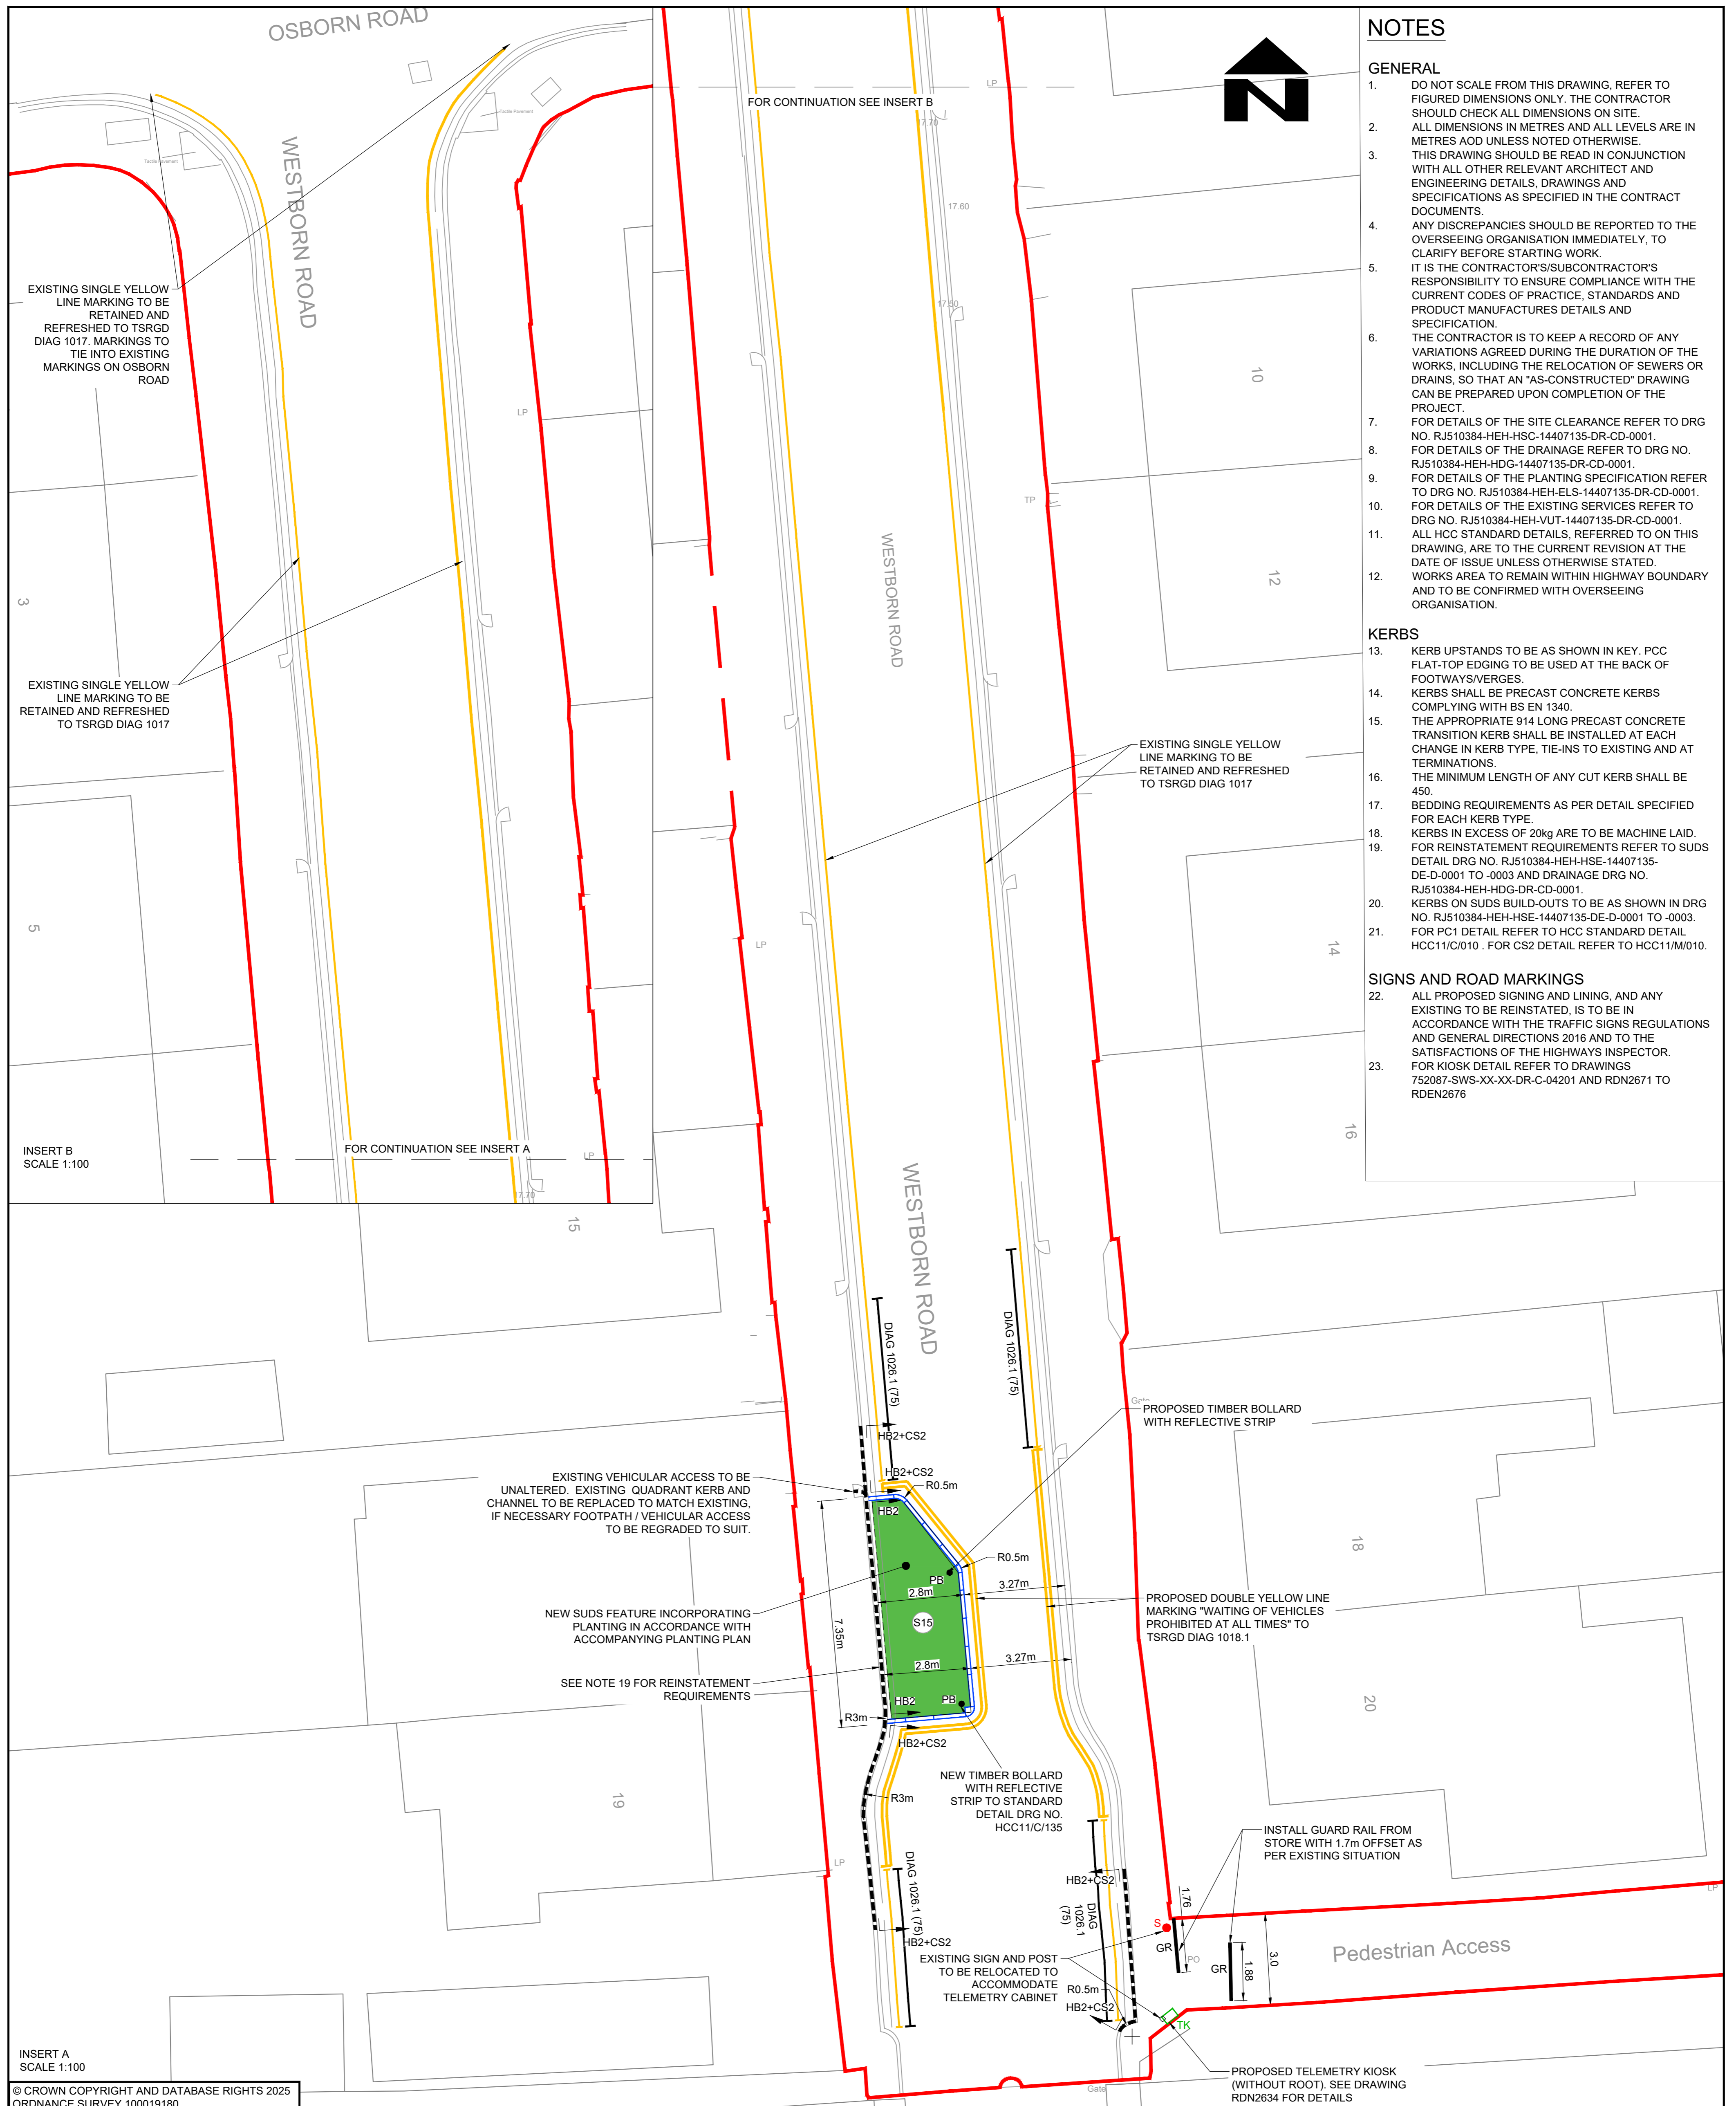 OSBORN ROAD
WESTBORN ROAD
Tactile Pavement
Tactile Pavement
EXISTING SINGLE YELLOW
LINE MARKING TO BE
RETAINED AND
REFRESHED TO TSRGD
DIAG 1017. MARKINGS TO
TIE INTO EXISTING
MARKINGS ON OSBORN
ROAD
LP
3
EXISTING SINGLE YELLOW
LINE MARKING TO BE
RETAINED AND REFRESHED
TO TSRGD DIAG 1017
5
INSERT B
SCALE 1:100
FOR CONTINUATION SEE INSERT A
LP
17.70
FOR CONTINUATION SEE INSERT B
LP
17.70
17.60
17.50
10
TP
WESTBORN ROAD
12
EXISTING SINGLE YELLOW
LINE MARKING TO BE
RETAINED AND REFRESHED
TO TSRGD DIAG 1017
LP
14
16
15
WESTBORN ROAD
DIAG 1026.1 (75)
DIAG 1026.1 (75)
Gate
PROPOSED TIMBER BOLLARD
WITH REFLECTIVE STRIP
HB2+CS2
HB2+CS2
R0.5m
EXISTING VEHICULAR ACCESS TO BE
UNALTERED. EXISTING QUADRANT KERB AND
CHANNEL TO BE REPLACED TO MATCH EXISTING,
IF NECESSARY FOOTPATH / VEHICULAR ACCESS
TO BE REGRADED TO SUIT.
HB2
R0.5m
18
PB
2.8m
3.27m
NEW SUDS FEATURE INCORPORATING
PLANTING IN ACCORDANCE WITH
ACCOMPANYING PLANTING PLAN
7.35m
S15
PROPOSED DOUBLE YELLOW LINE
MARKING "WAITING OF VEHICLES
PROHIBITED AT ALL TIMES" TO
TSRGD DIAG 1018.1
2.8m
3.27m
SEE NOTE 19 FOR REINSTATEMENT
REQUIREMENTS
HB2
PB
20
R3m
HB2+CS2
NEW TIMBER BOLLARD
WITH REFLECTIVE
STRIP TO STANDARD
DETAIL DRG NO.
HCC11/C/135
R3m
19
INSTALL GUARD RAIL FROM
STORE WITH 1.7m OFFSET AS
PER EXISTING SITUATION
LP
DIAG 1026.1 (75)
HB2+CS2
DIAG
1026.1
(75)
HB2+CS2
1.76
LP
S
GR
PO
GR
1.88
3.0
Pedestrian Access
EXISTING SIGN AND POST
TO BE RELOCATED TO
ACCOMMODATE
TELEMETRY CABINET
R0.5m
HB2+CS2
TK
PROPOSED TELEMETRY KIOSK
(WITHOUT ROOT). SEE DRAWING
RDN2634 FOR DETAILS
Gate
INSERT A
SCALE 1:100
© CROWN COPYRIGHT AND DATABASE RIGHTS 2025
ORDNANCE SURVEY 100019180
N
NOTES
GENERAL
1. DO NOT SCALE FROM THIS DRAWING, REFER TO
FIGURED DIMENSIONS ONLY. THE CONTRACTOR
SHOULD CHECK ALL DIMENSIONS ON SITE.
2. ALL DIMENSIONS IN METRES AND ALL LEVELS ARE IN
METRES AOD UNLESS NOTED OTHERWISE.
3. THIS DRAWING SHOULD BE READ IN CONJUNCTION
WITH ALL OTHER RELEVANT ARCHITECT AND
ENGINEERING DETAILS, DRAWINGS AND
SPECIFICATIONS AS SPECIFIED IN THE CONTRACT
DOCUMENTS.
4. ANY DISCREPANCIES SHOULD BE REPORTED TO THE
OVERSEEING ORGANISATION IMMEDIATELY, TO
CLARIFY BEFORE STARTING WORK.
5. IT IS THE CONTRACTOR'S/SUBCONTRACTOR'S
RESPONSIBILITY TO ENSURE COMPLIANCE WITH THE
CURRENT CODES OF PRACTICE, STANDARDS AND
PRODUCT MANUFACTURES DETAILS AND
SPECIFICATION.
6. THE CONTRACTOR IS TO KEEP A RECORD OF ANY
VARIATIONS AGREED DURING THE DURATION OF THE
WORKS, INCLUDING THE RELOCATION OF SEWERS OR
DRAINS, SO THAT AN "AS-CONSTRUCTED" DRAWING
CAN BE PREPARED UPON COMPLETION OF THE
PROJECT.
7. FOR DETAILS OF THE SITE CLEARANCE REFER TO DRG
NO. RJ510384-HEH-HSC-14407135-DR-CD-0001.
8. FOR DETAILS OF THE DRAINAGE REFER TO DRG NO.
RJ510384-HEH-HDG-14407135-DR-CD-0001.
9. FOR DETAILS OF THE PLANTING SPECIFICATION REFER
TO DRG NO. RJ510384-HEH-ELS-14407135-DR-CD-0001.
10. FOR DETAILS OF THE EXISTING SERVICES REFER TO
DRG NO. RJ510384-HEH-VUT-14407135-DR-CD-0001.
11. ALL HCC STANDARD DETAILS, REFERRED TO ON THIS
DRAWING, ARE TO THE CURRENT REVISION AT THE
DATE OF ISSUE UNLESS OTHERWISE STATED.
12. WORKS AREA TO REMAIN WITHIN HIGHWAY BOUNDARY
AND TO BE CONFIRMED WITH OVERSEEING
ORGANISATION.
KERBS
13. KERB UPSTANDS TO BE AS SHOWN IN KEY. PCC
FLAT-TOP EDGING TO BE USED AT THE BACK OF
FOOTWAYS/VERGES.
14. KERBS SHALL BE PRECAST CONCRETE KERBS
COMPLYING WITH BS EN 1340.
15. THE APPROPRIATE 914 LONG PRECAST CONCRETE
TRANSITION KERB SHALL BE INSTALLED AT EACH
CHANGE IN KERB TYPE, TIE-INS TO EXISTING AND AT
TERMINATIONS.
16. THE MINIMUM LENGTH OF ANY CUT KERB SHALL BE
450.
17. BEDDING REQUIREMENTS AS PER DETAIL SPECIFIED
FOR EACH KERB TYPE.
18. KERBS IN EXCESS OF 20kg ARE TO BE MACHINE LAID.
19. FOR REINSTATEMENT REQUIREMENTS REFER TO SUDS
DETAIL DRG NO. RJ510384-HEH-HSE-14407135-
DE-D-0001 TO -0003 AND DRAINAGE DRG NO.
RJ510384-HEH-HDG-DR-CD-0001.
20. KERBS ON SUDS BUILD-OUTS TO BE AS SHOWN IN DRG
NO. RJ510384-HEH-HSE-14407135-DE-D-0001 TO -0003.
21. FOR PC1 DETAIL REFER TO HCC STANDARD DETAIL
HCC11/C/010 . FOR CS2 DETAIL REFER TO HCC11/M/010.
SIGNS AND ROAD MARKINGS
22. ALL PROPOSED SIGNING AND LINING, AND ANY
EXISTING TO BE REINSTATED, IS TO BE IN
ACCORDANCE WITH THE TRAFFIC SIGNS REGULATIONS
AND GENERAL DIRECTIONS 2016 AND TO THE
SATISFACTIONS OF THE HIGHWAYS INSPECTOR.
23. FOR KIOSK DETAIL REFER TO DRAWINGS
752087-SWS-XX-XX-DR-C-04201 AND RDN2671 TO
RDEN2676